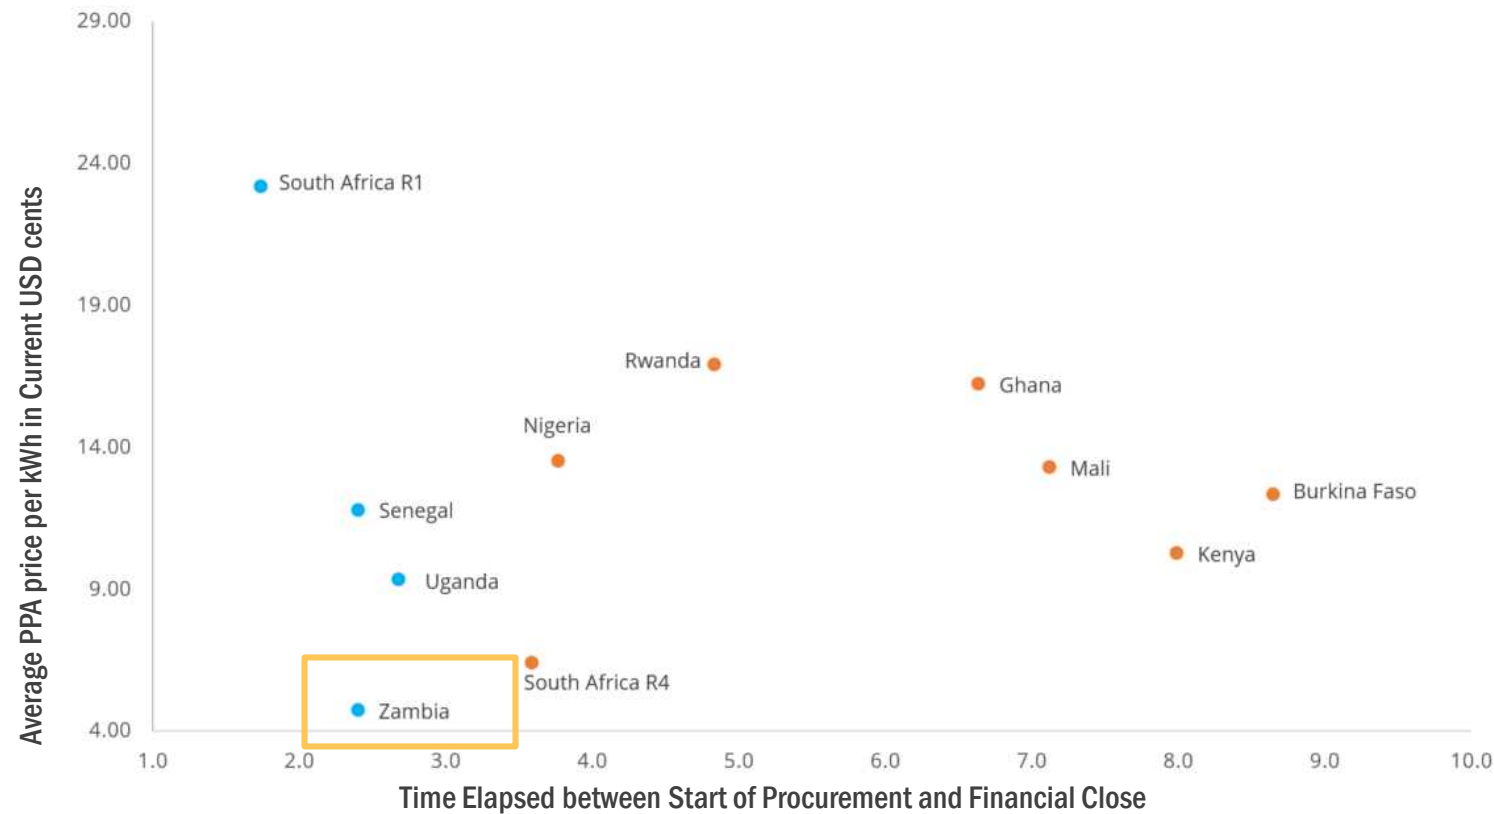 Average PPA price per kWh in Current USD cents
29.00
24.00
South Africa R1
19.00
Rwanda
Ghana
Nigeria
14.00
Mali
Burkina Faso
Senegal
Kenya
Uganda
9.00
South Africa R4
Zambia
4.00
1.0 2.0 3.0 4.0 5.0 6.0 7.0 8.0 9.0 10.0
Time Elapsed between Start of Procurement and Financial Close